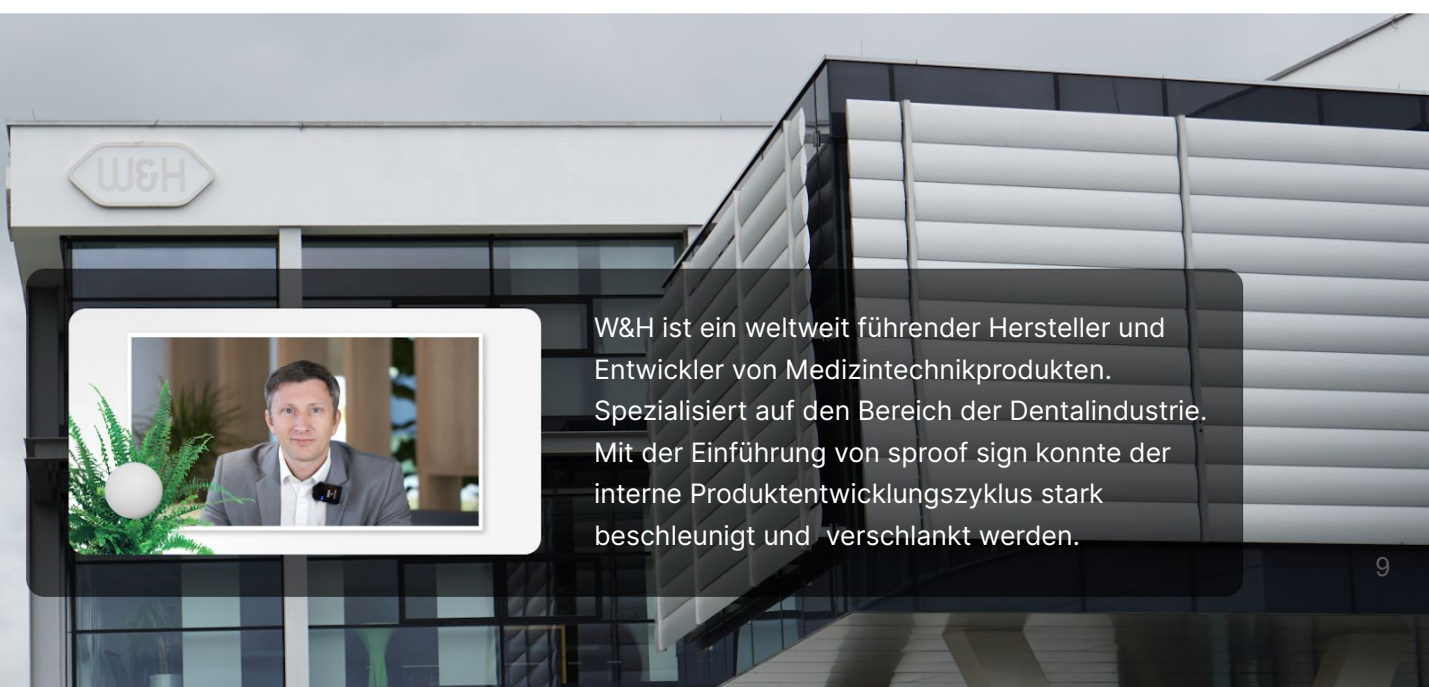 W&H
W&H ist ein weltweit führender Hersteller und
Entwickler von Medizintechnikprodukten.
Spezialisiert auf den Bereich der Dentalindustrie.
Mit der Einführung von sproof sign konnte der
interne Produktentwicklungszyklus stark
beschleunigt und  verschlankt werden.
9